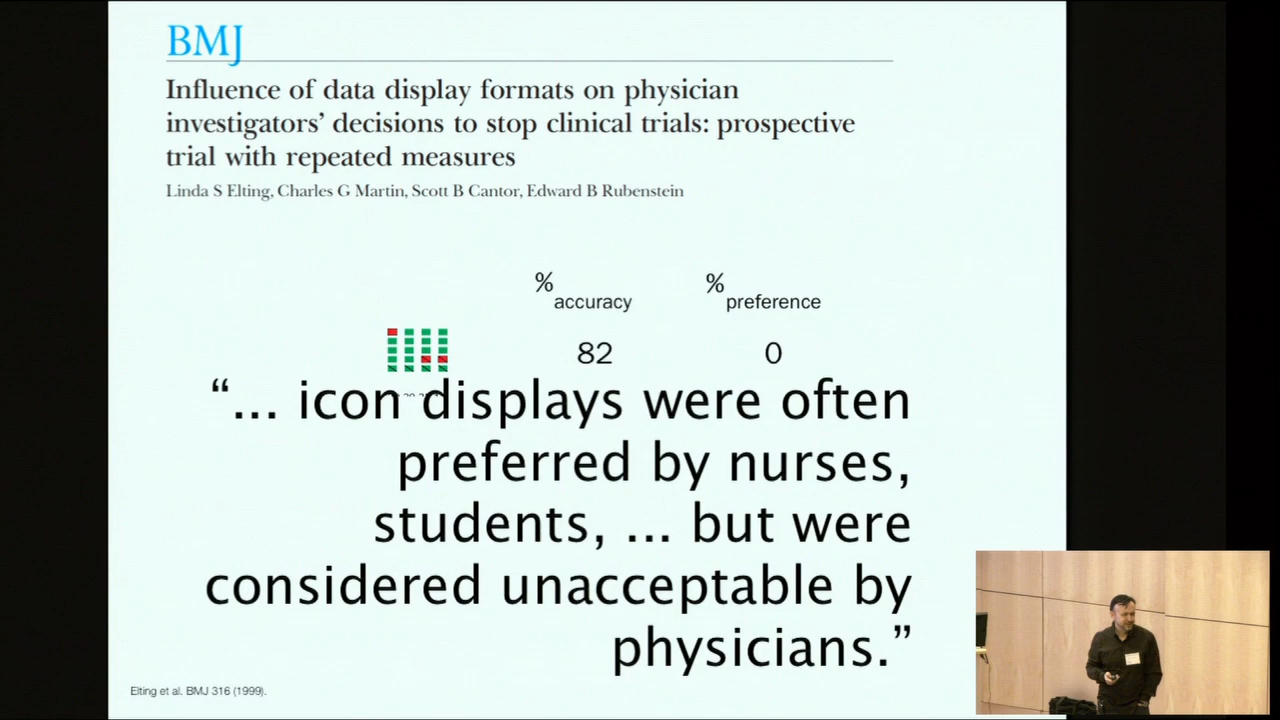 BMJ
Influence of data display formats on physician
investigators’ decisions to stop clinical trials: prospective
trial with repeated measures
Linda S Elting, Charles G Martin, Scott B Cantor, Edward B Rubenstein
% accuracy
% preference
82
0
“... icon displays were often
preferred by nurses,
students, ... but were
considered unacceptable by
physicians.”
Elting et al. BMJ 316 (1999).